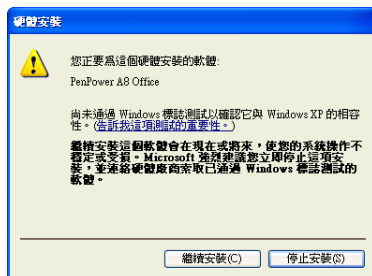 硬體安裝
您正要為這個硬體安裝的軟體:
PenPower A8 Office
尚未通過 Windows 標誌測試以確認它與 Windows XP 的相容
性。(告訴我這項測試的重要性。)
繼續安裝這個軟體會在現在或將來，使您的系統操作不
穩定或受損。Microsoft 強烈建議您立即停止這項安
裝，並連絡硬體廠商索取已通過 Windows 標誌測試的
軟體。
繼續安裝(C)
停止安裝(S)